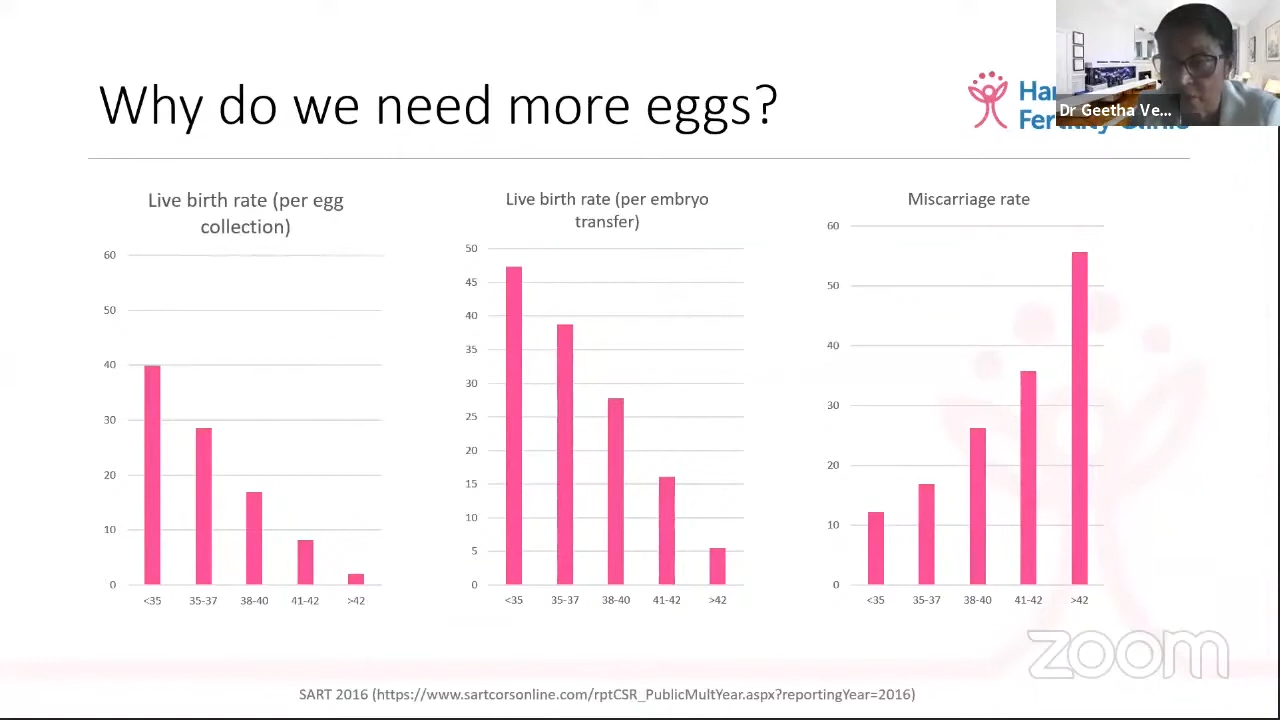 Why do we need more eggs?
Dr Geetha Ve...
Live birth rate (per egg
collection)
60
50
40
30
20
10
0
<35 35-37 38-40 41-42 >42
Live birth rate (per embryo
transfer)
50
45
40
35
30
25
20
15
10
5
0
<35 35-37 38-40 41-42 >42
Miscarriage rate
60
50
40
30
20
10
0
<35 35-37 38-40 41-42 >42
zoom
SART 2016 (https://www.sartcorsonline.com/rptCSR_PublicMultYear.aspx?reportingYear=2016)